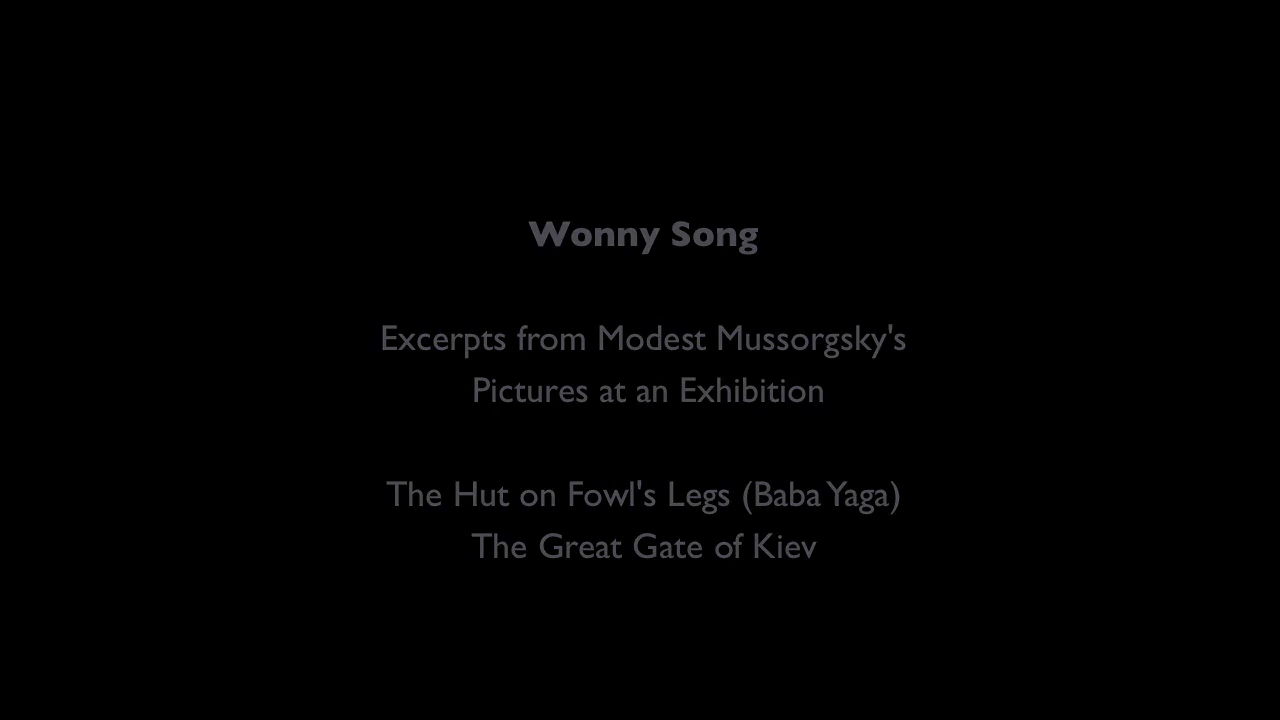 Wonny Song
Excerpts from Modest Mussorgsky's
Pictures at an Exhibition
The Hut on Fowl's Legs (Baba Yaga)
The Great Gate of Kiev